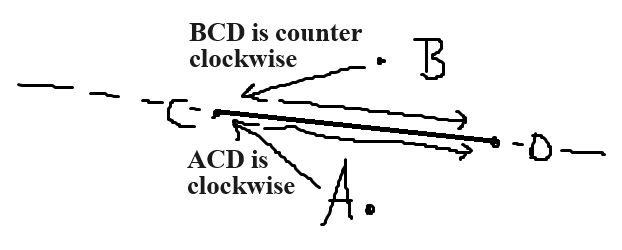 BCD is counter
clockwise
B
C
D
ACD is
clockwise
A.